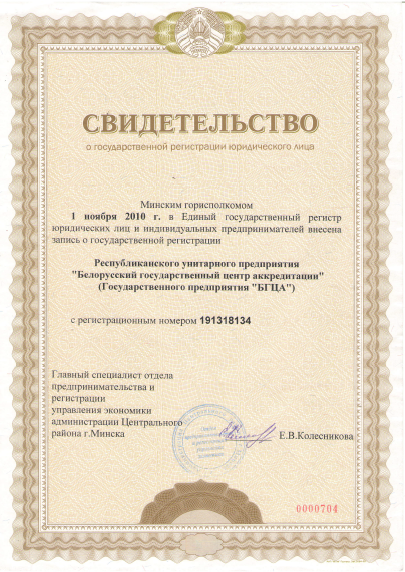 СВИДЕТЕЛЬСТВО
о государственной регистрации юридического лица
Минским горисполкомом
1 ноября 2010 г. в Единый государственный регистр
юридических лиц и индивидуальных предпринимателей внесена
запись о государственной регистрации
Республиканского унитарного предприятия
"Белорусский государственный центр аккредитации"
(Государственного предприятия "БГЦА")
с регистрационным номером 191318134
Главный специалист отдела
предпринимательства и
регистрации
управления экономики
администрации Центрального
района г.Минска
Е.В.Колесникова
0000704